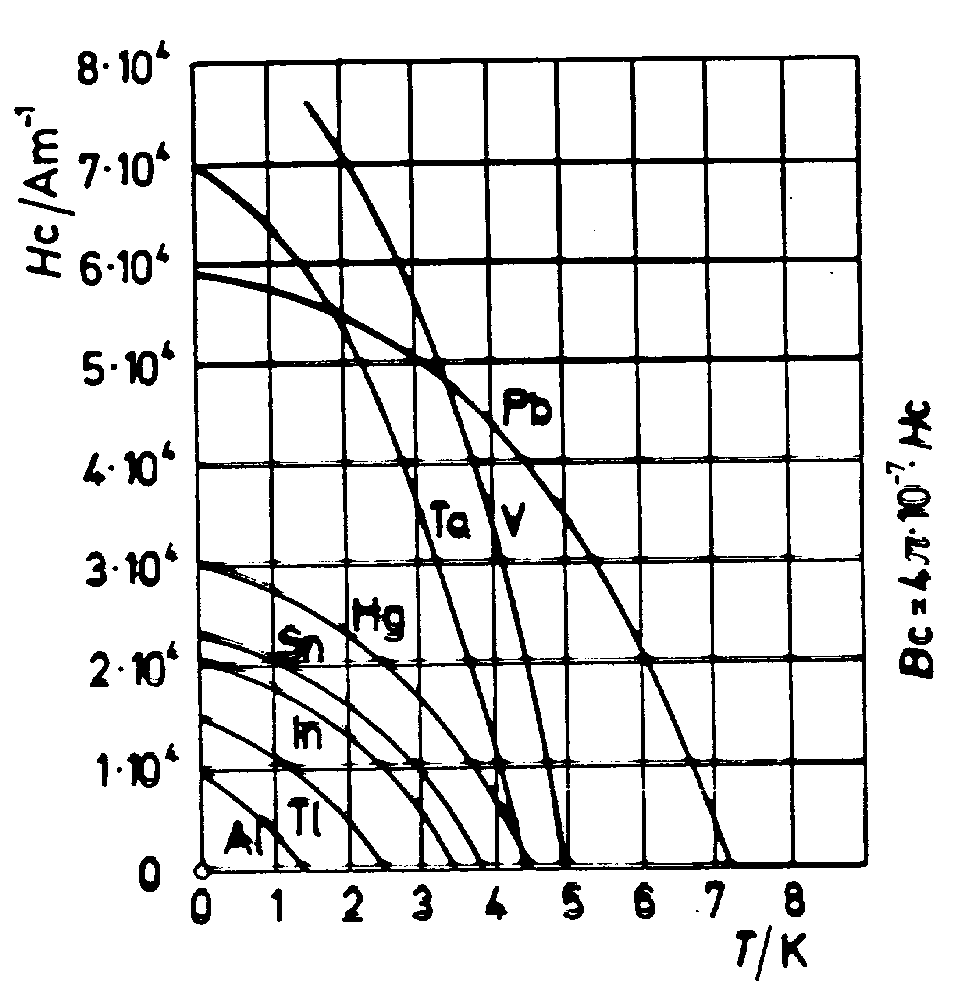 8·10⁴
7·10⁴
6·10⁴
5·10⁴
4·10⁴
3·10⁴
2·10⁴
1·10⁴
0
Hc/Am⁻¹
Pb
Ta
V
Hg
Sn
In
Tl
Al
0 1 2 3 4 5 6 7 8
T/K
Bc = 4π·10⁻⁷·Hc